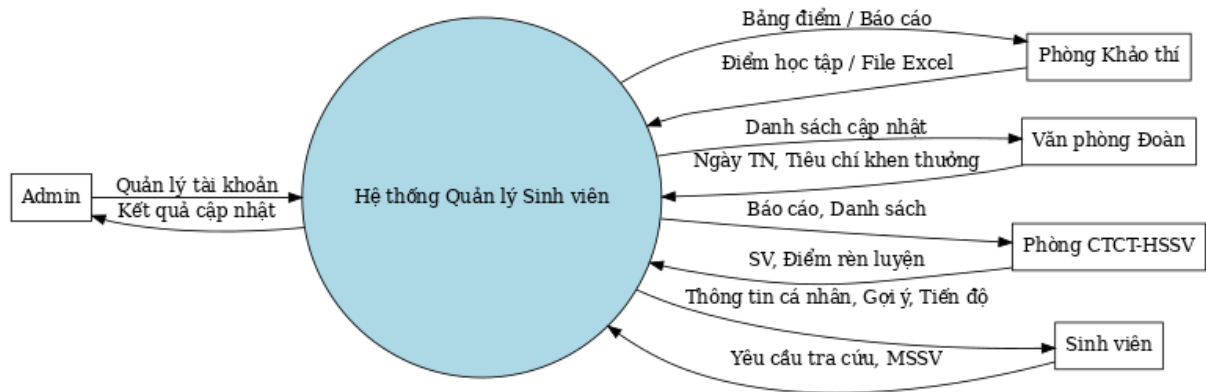 Bảng điểm / Báo cáo
Phòng Khảo thí
Điểm học tập / File Excel
Danh sách cập nhật
Văn phòng Đoàn
Ngày TN, Tiêu chí khen thưởng
Admin
Quản lý tài khoản
Kết quả cập nhật
Hệ thống Quản lý Sinh viên
Báo cáo, Danh sách
Phòng CTCT-HSSV
SV, Điểm rèn luyện
Thông tin cá nhân, Gợi ý, Tiến độ
Sinh viên
Yêu cầu tra cứu, MSSV